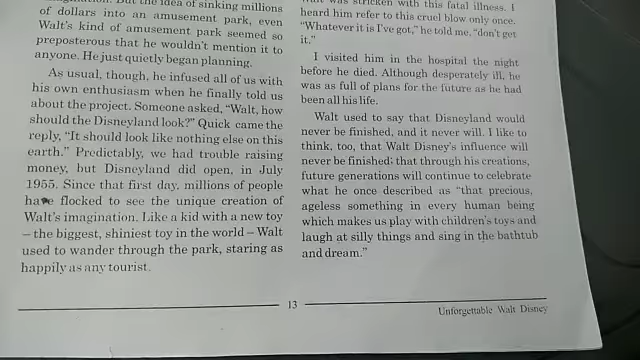 But the idea of sinking millions
of dollars into an amusement park, even
Walt's kind of amusement park seemed so
preposterous that he wouldn't mention it to
anyone. He just quietly began planning.
As usual, though, he infused all of us with
his own enthusiasm when he finally told us
about the project. Someone asked, "Walt, how
should the Disneyland look?" Quick came the
reply, "It should look like nothing else on this
earth." Predictably, we had trouble raising
money, but Disneyland did open, in July
1955. Since that first day, millions of people
have flocked to see the unique creation of
Walt's imagination. Like a kid with a new toy
– the biggest, shiniest toy in the world – Walt
used to wander through the park, staring as
happily as any tourist.
was stricken with this fatal illness. I
heard him refer to this cruel blow only once.
"Whatever it is I've got," he told me, "don't get
it."
I visited him in the hospital the night
before he died. Although desperately ill, he
was as full of plans for the future as he had
been all his life.
Walt used to say that Disneyland would
never be finished, and it never will. I like to
think, too, that Walt Disney's influence will
never be finished; that through his creations,
future generations will continue to celebrate
what he once described as "that precious,
ageless something in every human being
which makes us play with children's toys and
laugh at silly things and sing in the bathtub
and dream."
13
Unforgettable Walt Disney